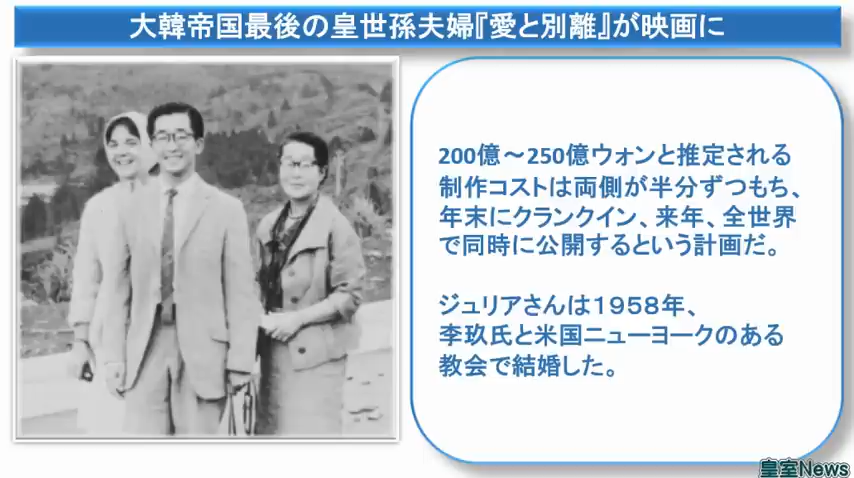 大韓帝国最後の皇世孫夫婦『愛と別離』が映画に
200億～250億ウォンと推定される
制作コストは両側が半分ずつもち、
年末にクランクイン、来年、全世界
で同時に公開するという計画だ。
ジュリアさんは1958年、
李玖氏と米国ニューヨークのある
教会で結婚した。
皇室News